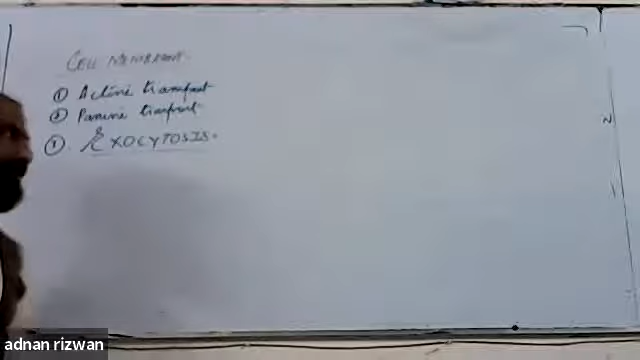 CELL MEMBRANE.
① Active transport
② Passive transport
③. EXOCYTOSIS.
N
adnan rizwan